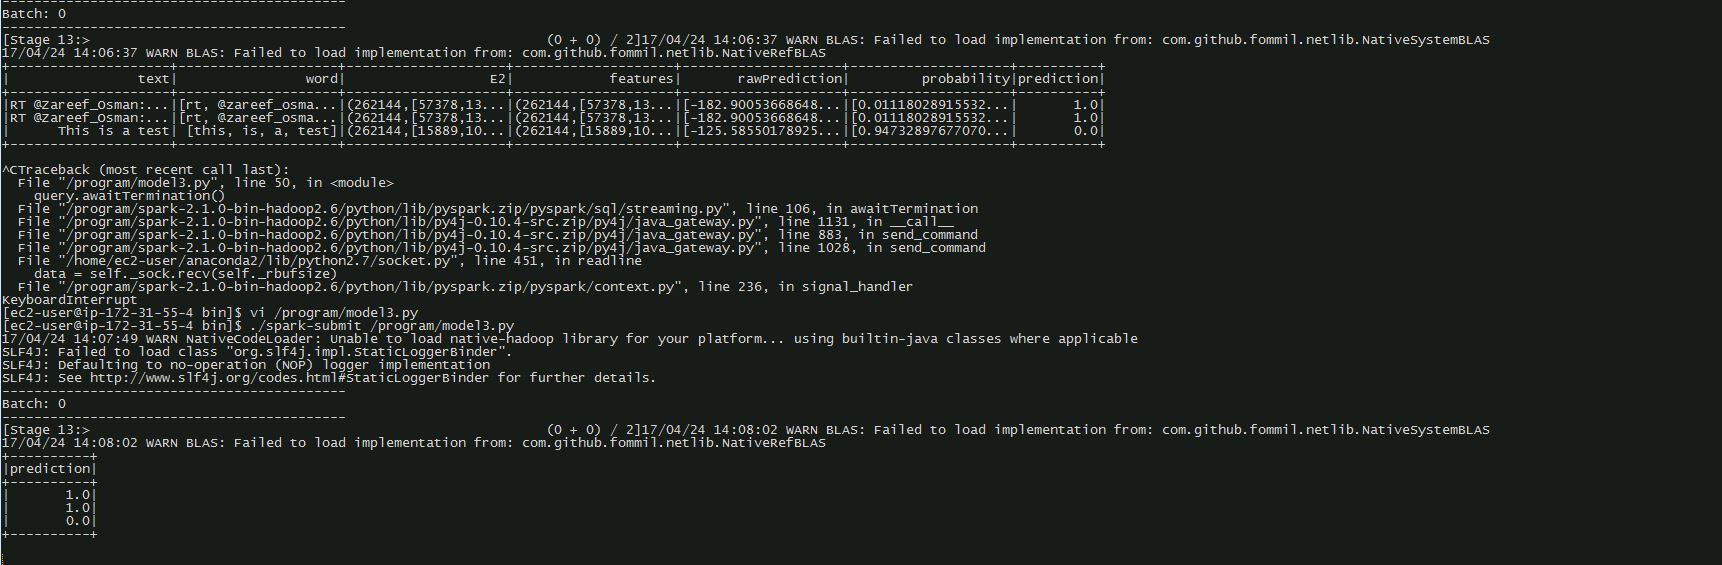 -------------------------------------------
Batch: 0
-------------------------------------------
[Stage 13:>                                                         (0 + 0) / 2]17/04/24 14:06:37 WARN BLAS: Failed to load implementation from: com.github.fommil.netlib.NativeSystemBLAS
17/04/24 14:06:37 WARN BLAS: Failed to load implementation from: com.github.fommil.netlib.NativeRefBLAS
+--------------------+--------------------+--------------------+--------------------+--------------------+--------------------+----------+
|                text|                word|                  E2|            features|       rawPrediction|         probability|prediction|
+--------------------+--------------------+--------------------+--------------------+--------------------+--------------------+----------+
|RT @zareef_Osman:...|[rt, @zareef_osma...|(262144,[57378,13...|(262144,[57378,13...|[-182.90053668648...|[0.01118028915532...|       1.0|
|RT @zareef_Osman:...|[rt, @zareef_osma...|(262144,[57378,13...|(262144,[57378,13...|[-182.90053668648...|[0.01118028915532...|       1.0|
|      This is a test| [this, is, a, test]|(262144,[15889,10...|(262144,[15889,10...|[-125.58550178925...|[0.94732897677070...|       0.0|
+--------------------+--------------------+--------------------+--------------------+--------------------+--------------------+----------+
^CTraceback (most recent call last):
  File "/program/model3.py", line 50, in <module>
    query.awaitTermination()
  File "/program/spark-2.1.0-bin-hadoop2.6/python/lib/pyspark.zip/pyspark/sql/streaming.py", line 106, in awaitTermination
  File "/program/spark-2.1.0-bin-hadoop2.6/python/lib/py4j-0.10.4-src.zip/py4j/java_gateway.py", line 1131, in __call__
  File "/program/spark-2.1.0-bin-hadoop2.6/python/lib/py4j-0.10.4-src.zip/py4j/java_gateway.py", line 883, in send_command
  File "/program/spark-2.1.0-bin-hadoop2.6/python/lib/py4j-0.10.4-src.zip/py4j/java_gateway.py", line 1028, in send_command
  File "/home/ec2-user/anaconda2/lib/python2.7/socket.py", line 451, in readline
    data = self._sock.recv(self._rbufsize)
  File "/program/spark-2.1.0-bin-hadoop2.6/python/lib/pyspark.zip/pyspark/context.py", line 236, in signal_handler
KeyboardInterrupt
[ec2-user@ip-172-31-55-4 bin]$ vi /program/model3.py
[ec2-user@ip-172-31-55-4 bin]$ ./spark-submit /program/model3.py
17/04/24 14:07:49 WARN NativeCodeLoader: Unable to load native-hadoop library for your platform... using builtin-java classes where applicable
SLF4J: Failed to load class "org.slf4j.impl.StaticLoggerBinder".
SLF4J: Defaulting to no-operation (NOP) logger implementation
SLF4J: See http://www.slf4j.org/codes.html#StaticLoggerBinder for further details.
-------------------------------------------
Batch: 0
-------------------------------------------
[Stage 13:>                                                         (0 + 0) / 2]17/04/24 14:08:02 WARN BLAS: Failed to load implementation from: com.github.fommil.netlib.NativeSystemBLAS
17/04/24 14:08:02 WARN BLAS: Failed to load implementation from: com.github.fommil.netlib.NativeRefBLAS
+----------+
|prediction|
+----------+
|       1.0|
|       1.0|
|       0.0|
+----------+